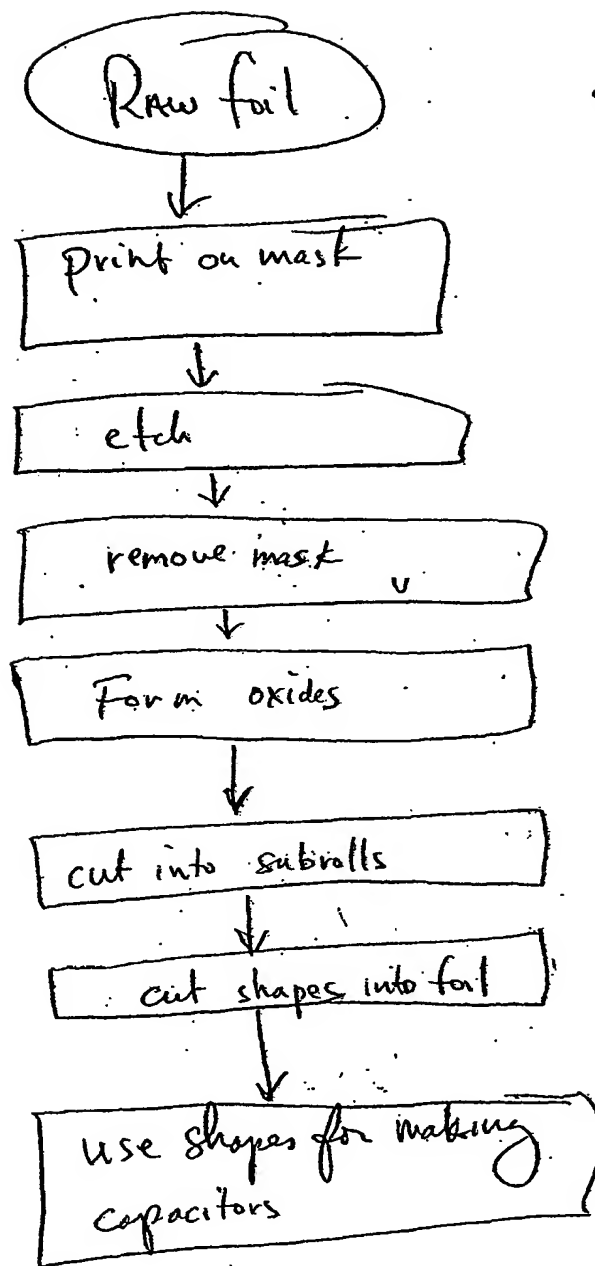 RAW foil
print on mask
etch
remove mask
Form oxides
cut into subrolls
cut shapes into foil
use shapes for making
capacitors